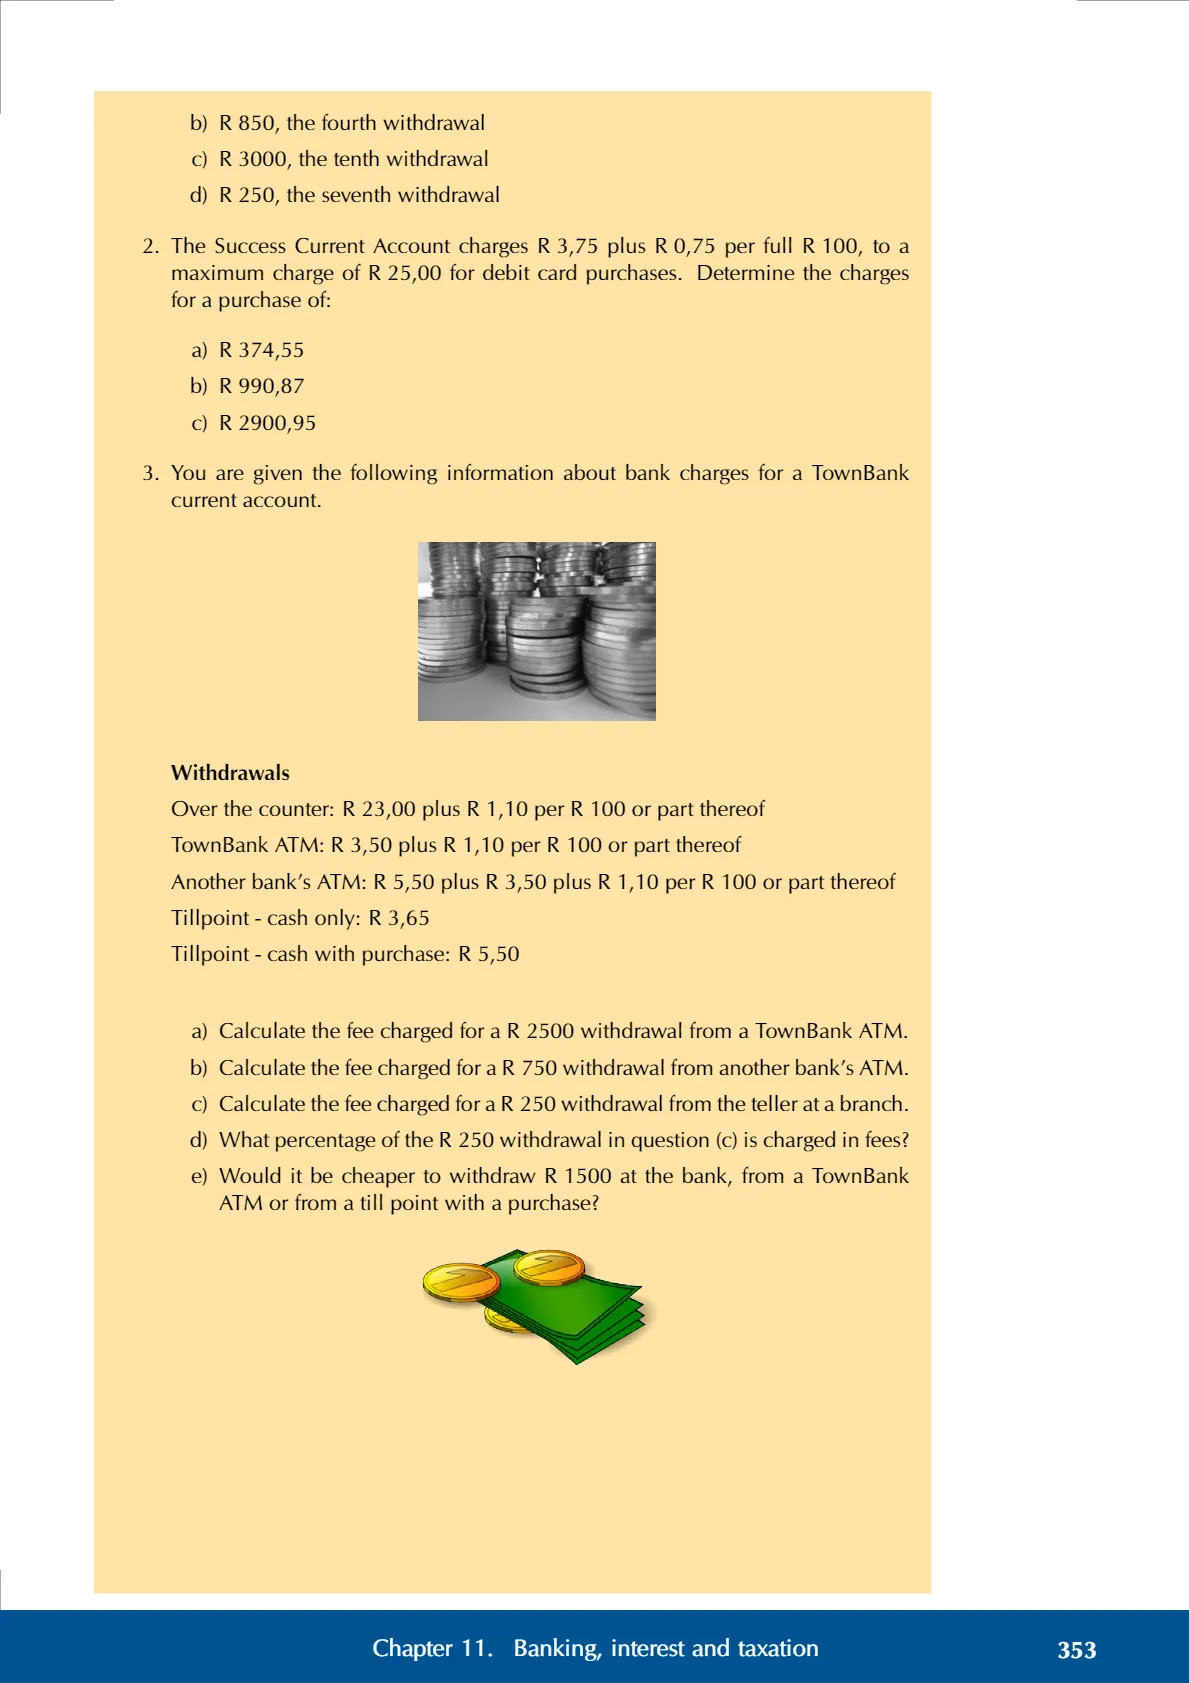 b) R 850, the fourth withdrawal
c) R 3000, the tenth withdrawal
d) R 250, the seventh withdrawal
2. The Success Current Account charges R 3,75 plus R 0,75 per full R 100, to a
maximum charge of R 25,00 for debit card purchases. Determine the charges
for a purchase of:
a) R 374,55
b) R 990,87
c) R 2900,95
3. You are given the following information about bank charges for a TownBank
current account.
Withdrawals
Over the counter: R 23,00 plus R 1,10 per R 100 or part thereof
TownBank ATM: R 3,50 plus R 1,10 per R 100 or part thereof
Another bank’s ATM: R 5,50 plus R 3,50 plus R 1,10 per R 100 or part thereof
Tillpoint - cash only: R 3,65
Tillpoint - cash with purchase: R 5,50
a) Calculate the fee charged for a R 2500 withdrawal from a TownBank ATM.
b) Calculate the fee charged for a R 750 withdrawal from another bank’s ATM.
c) Calculate the fee charged for a R 250 withdrawal from the teller at a branch.
d) What percentage of the R 250 withdrawal in question (c) is charged in fees?
e) Would it be cheaper to withdraw R 1500 at the bank, from a TownBank
ATM or from a till point with a purchase?
Chapter 11. Banking, interest and taxation 353